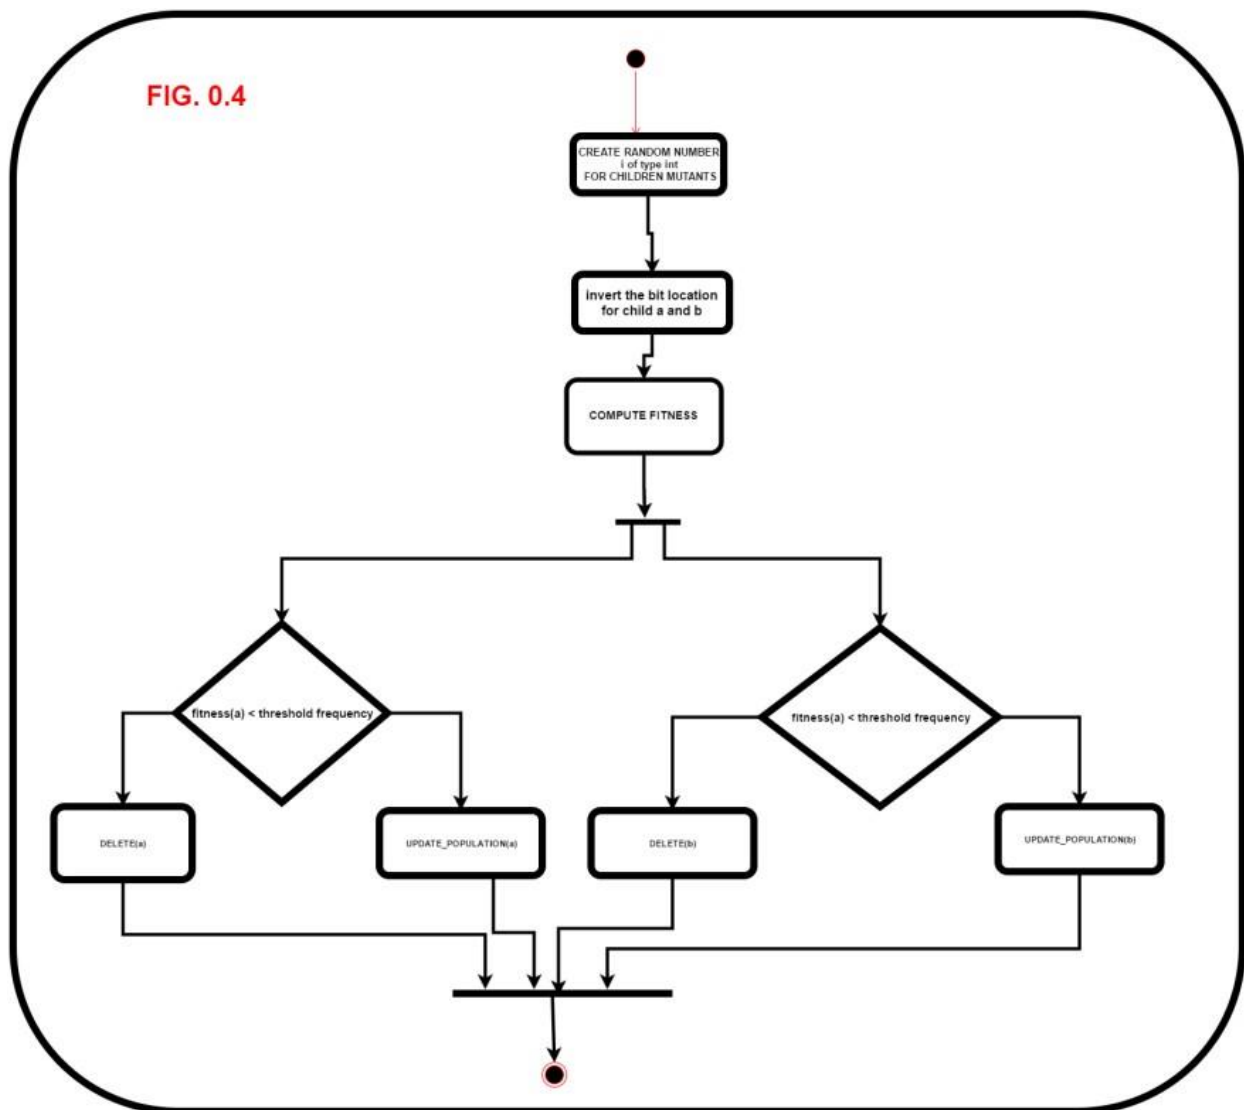 FIG. 0.4
CREATE RANDOM NUMBER
i of type int
FOR CHILDREN MUTANTS
invert the bit location
for child a and b
COMPUTE FITNESS
fitness(a) < threshold frequency
fitness(a) < threshold frequency
DELETE(a)
UPDATE_POPULATION(a)
DELETE(b)
UPDATE_POPULATION(b)